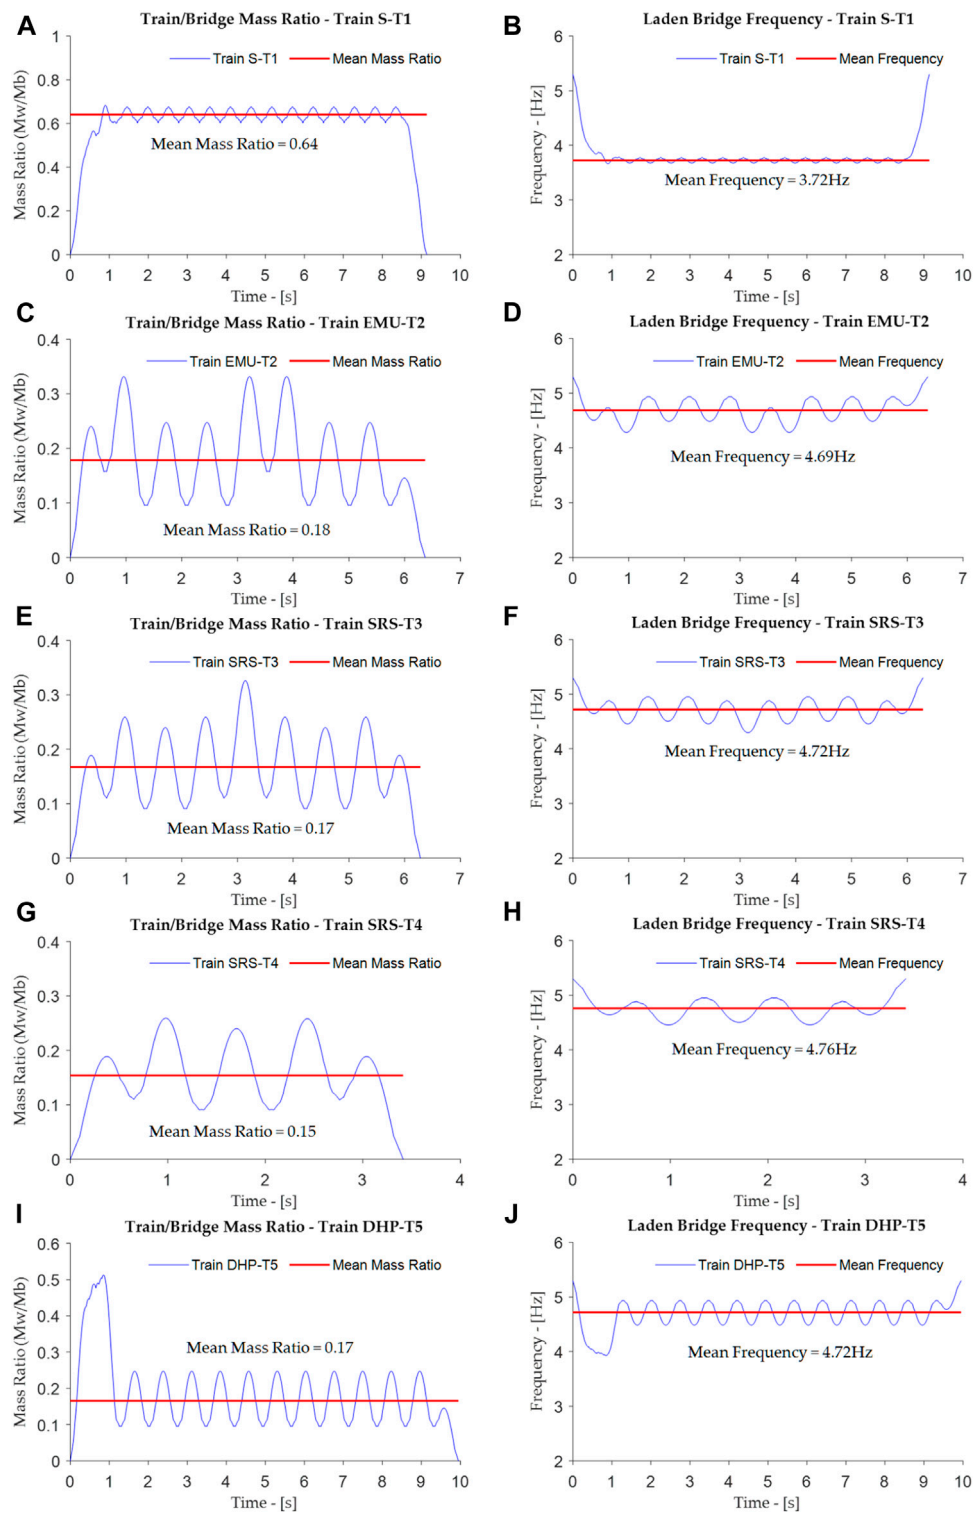 A
Train/Bridge Mass Ratio - Train S-T1
Train S-T1 Mean Mass Ratio
Mass Ratio (Mw/Mb)
1
0.8
0.6
0.4
0.2
0
Mean Mass Ratio = 0.64
0 1 2 3 4 5 6 7 8 9 10
Time - [s]
B
Laden Bridge Frequency - Train S-T1
Train S-T1 Mean Frequency
Frequency - [Hz]
6
5
4
3
2
Mean Frequency = 3.72Hz
0 1 2 3 4 5 6 7 8 9 10
Time - [s]
C
Train/Bridge Mass Ratio - Train EMU-T2
Train EMU-T2 Mean Mass Ratio
Mass Ratio (Mw/Mb)
0.4
0.3
0.2
0.1
0
Mean Mass Ratio = 0.18
0 1 2 3 4 5 6 7
Time - [s]
D
Laden Bridge Frequency - Train EMU-T2
Train EMU-T2 Mean Frequency
Frequency - [Hz]
6
5
4
3
2
Mean Frequency = 4.69Hz
0 1 2 3 4 5 6 7
Time - [s]
E
Train/Bridge Mass Ratio - Train SRS-T3
Train SRS-T3 Mean Mass Ratio
Mass Ratio (Mw/Mb)
0.4
0.3
0.2
0.1
0
Mean Mass Ratio = 0.17
0 1 2 3 4 5 6 7
Time - [s]
F
Laden Bridge Frequency - Train SRS-T3
Train SRS-T3 Mean Frequency
Frequency - [Hz]
6
5
4
3
2
Mean Frequency = 4.72Hz
0 1 2 3 4 5 6 7
Time - [s]
G
Train/Bridge Mass Ratio - Train SRS-T4
Train SRS-T4 Mean Mass Ratio
Mass Ratio (Mw/Mb)
0.4
0.3
0.2
0.1
0
Mean Mass Ratio = 0.15
0 1 2 3 4
Time - [s]
H
Laden Bridge Frequency - Train SRS-T4
Train SRS-T4 Mean Frequency
Frequency - [Hz]
6
5
4
3
2
Mean Frequency = 4.76Hz
0 1 2 3 4
Time - [s]
I
Train/Bridge Mass Ratio - Train DHP-T5
Train DHP-T5 Mean Mass Ratio
Mass Ratio (Mw/Mb)
0.6
0.5
0.4
0.3
0.2
0.1
0
Mean Mass Ratio = 0.17
0 1 2 3 4 5 6 7 8 9 10
Time - [s]
J
Laden Bridge Frequency - Train DHP-T5
Train DHP-T5 Mean Frequency
Frequency - [Hz]
6
5
4
3
2
Mean Frequency = 4.72Hz
0 1 2 3 4 5 6 7 8 9 10
Time - [s]